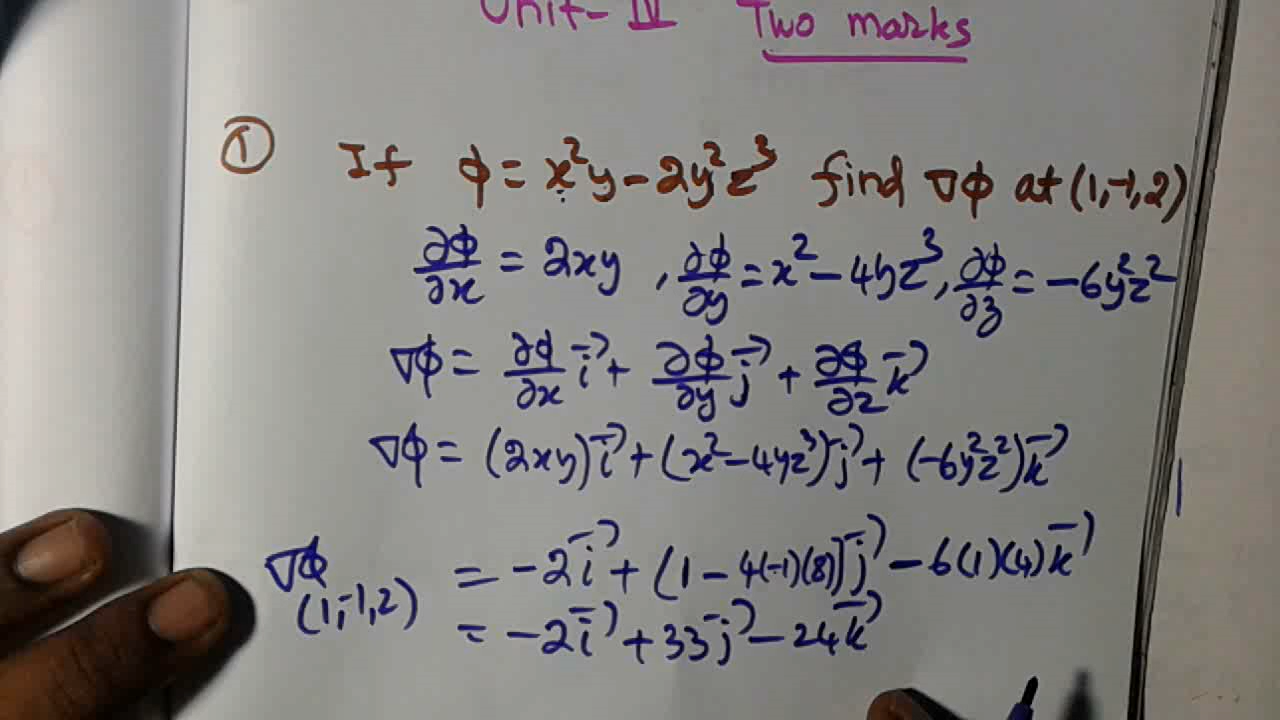 Unit-IV Two marks
① If ϕ = x²y - 2y²z³ find ∇ϕ at (1,-1,2)
∂ϕ/∂x = 2xy, ∂ϕ/∂y = x² - 4yz³, ∂ϕ/∂z = -6y²z²
∇ϕ = ∂ϕ/∂x i⃗ + ∂ϕ/∂y j⃗ + ∂ϕ/∂z k⃗
∇ϕ = (2xy)i⃗ + (x² - 4yz³)j⃗ + (-6y²z²)k⃗
∇ϕ(1,-1,2) = -2i⃗ + (1 - 4(-1)(8)]j⃗ - 6(1)(4)k⃗
= -2i⃗ + 33j⃗ - 24k⃗